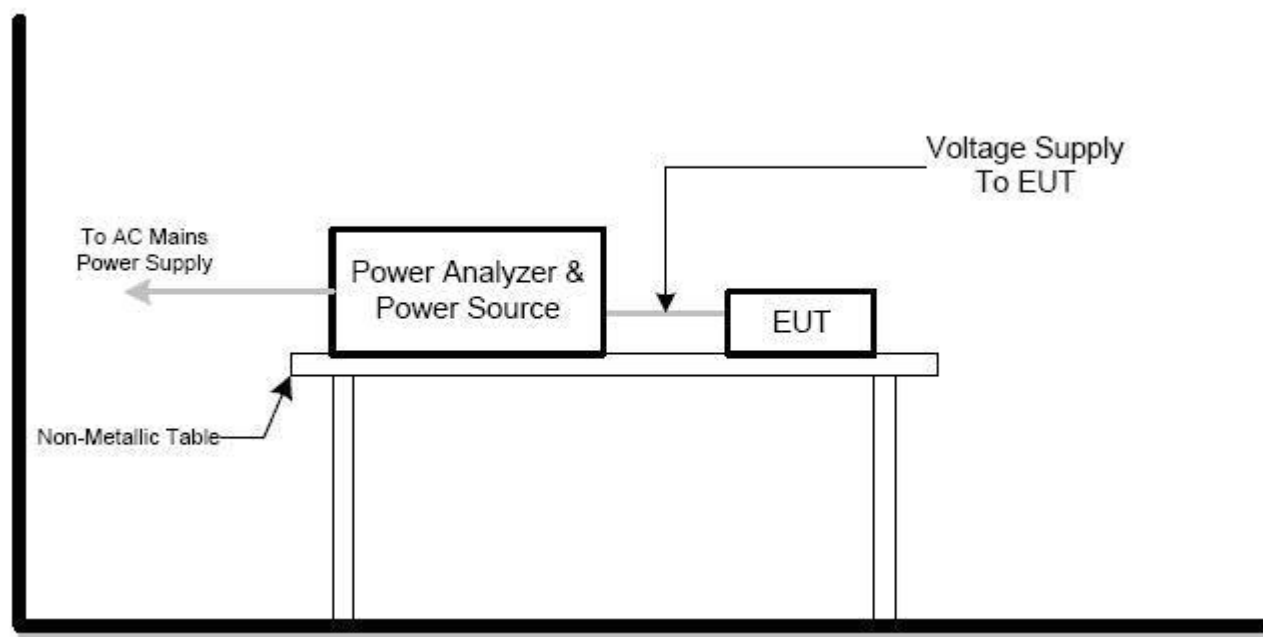 Voltage Supply
To EUT
To AC Mains
Power Supply
Power Analyzer &
Power Source
EUT
Non-Metallic Table